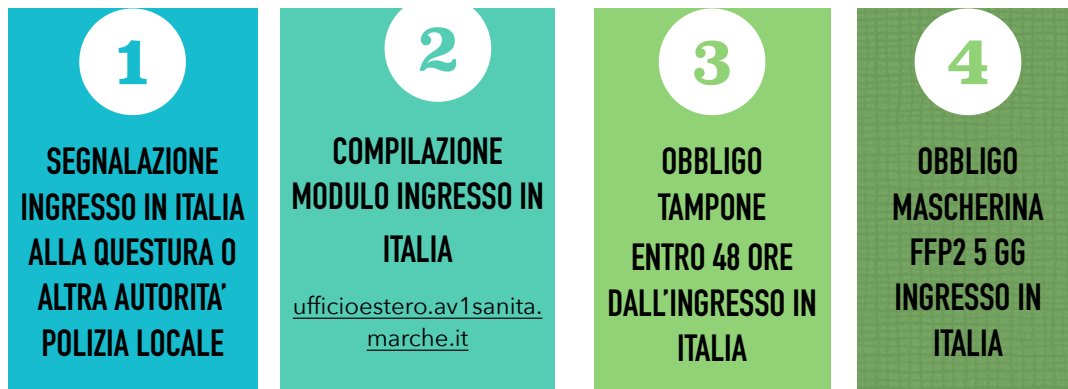 1
SEGNALAZIONE
INGRESSO IN ITALIA
ALLA QUESTURA O
ALTRA AUTORITA’
POLIZIA LOCALE
2
COMPILAZIONE
MODULO INGRESSO IN
ITALIA
ufficioestero.av1sanita.
marche.it
3
OBBLIGO
TAMPONE
ENTRO 48 ORE
DALL’INGRESSO IN
ITALIA
4
OBBLIGO
MASCHERINA
FFP2 5 GG
INGRESSO IN
ITALIA